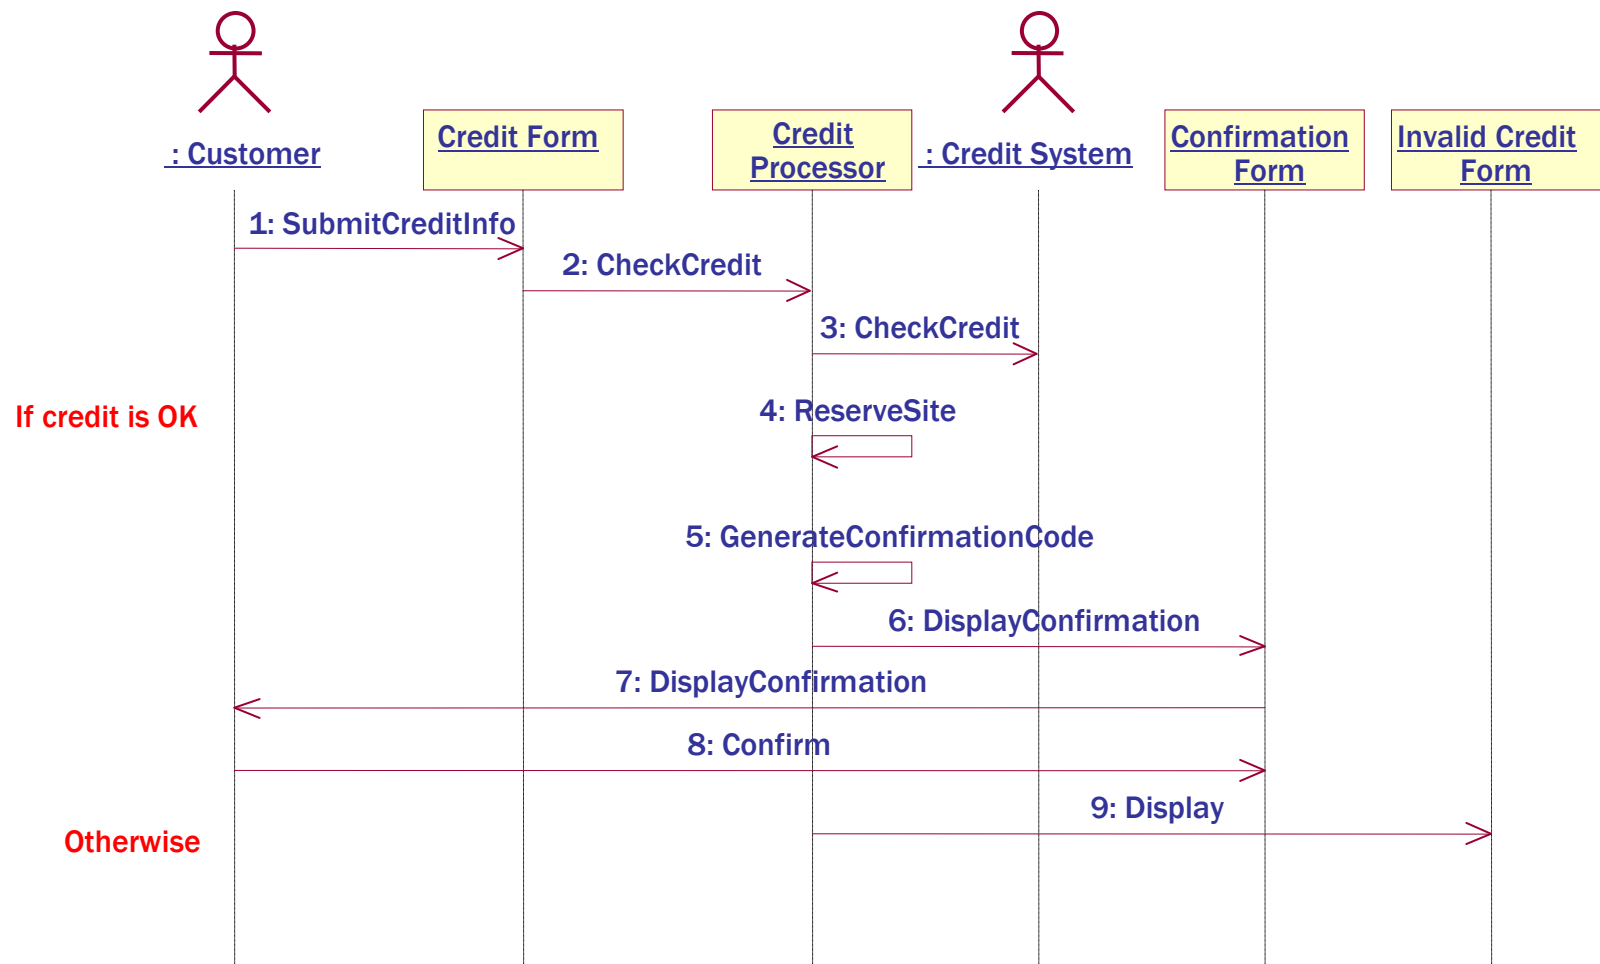 : Customer
Credit Form
Credit
Processor
: Credit System
Confirmation
Form
Invalid Credit
Form
1: SubmitCreditInfo
2: CheckCredit
3: CheckCredit
If credit is OK
4: ReserveSite
5: GenerateConfirmationCode
6: DisplayConfirmation
7: DisplayConfirmation
8: Confirm
9: Display
Otherwise